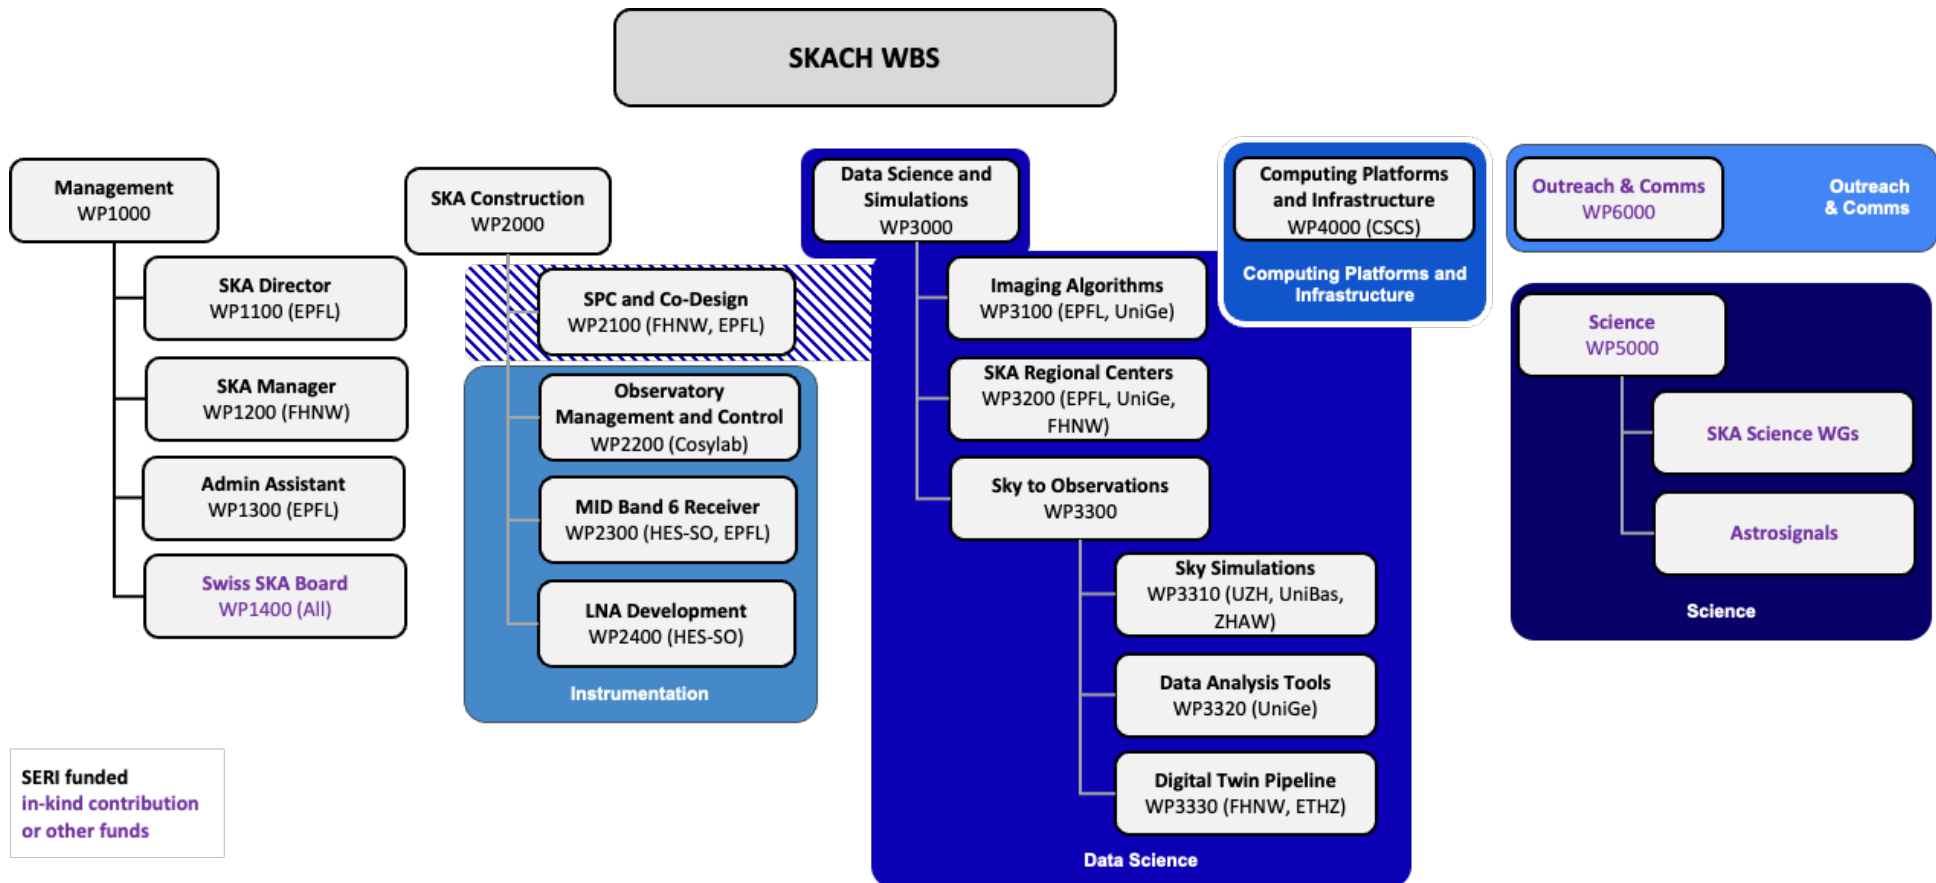 SKACH WBS
Management
WP1000
SKA Director
WP1100 (EPFL)
SKA Manager
WP1200 (FHNW)
Admin Assistant
WP1300 (EPFL)
Swiss SKA Board
WP1400 (All)
SKA Construction
WP2000
SPC and Co-Design
WP2100 (FHNW, EPFL)
Observatory
Management and Control
WP2200 (Cosylab)
MID Band 6 Receiver
WP2300 (HES-SO, EPFL)
LNA Development
WP2400 (HES-SO)
Instrumentation
Data Science and
Simulations
WP3000
Imaging Algorithms
WP3100 (EPFL, UniGe)
SKA Regional Centers
WP3200 (EPFL, UniGe,
FHNW)
Sky to Observations
WP3300
Sky Simulations
WP3310 (UZH, UniBas,
ZHAW)
Data Analysis Tools
WP3320 (UniGe)
Digital Twin Pipeline
WP3330 (FHNW, ETHZ)
Data Science
Computing Platforms
and Infrastructure
WP4000 (CSCS)
Computing Platforms and
Infrastructure
Outreach & Comms
WP6000
Outreach
& Comms
Science
WP5000
SKA Science WGs
Astrosignals
Science
SERI funded
in-kind contribution
or other funds